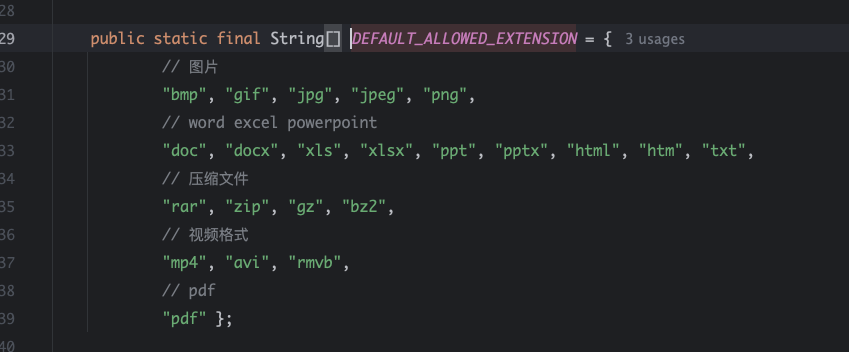 28
29 public static final String[] DEFAULT_ALLOWED_EXTENSION = { 3 usages
30 // 图片
31 "bmp", "gif", "jpg", "jpeg", "png",
32 // word excel powerpoint
33 "doc", "docx", "xls", "xlsx", "ppt", "pptx", "html", "htm", "txt",
34 // 压缩文件
35 "rar", "zip", "gz", "bz2",
36 // 视频格式
37 "mp4", "avi", "rmvb",
38 // pdf
39 "pdf" };
40